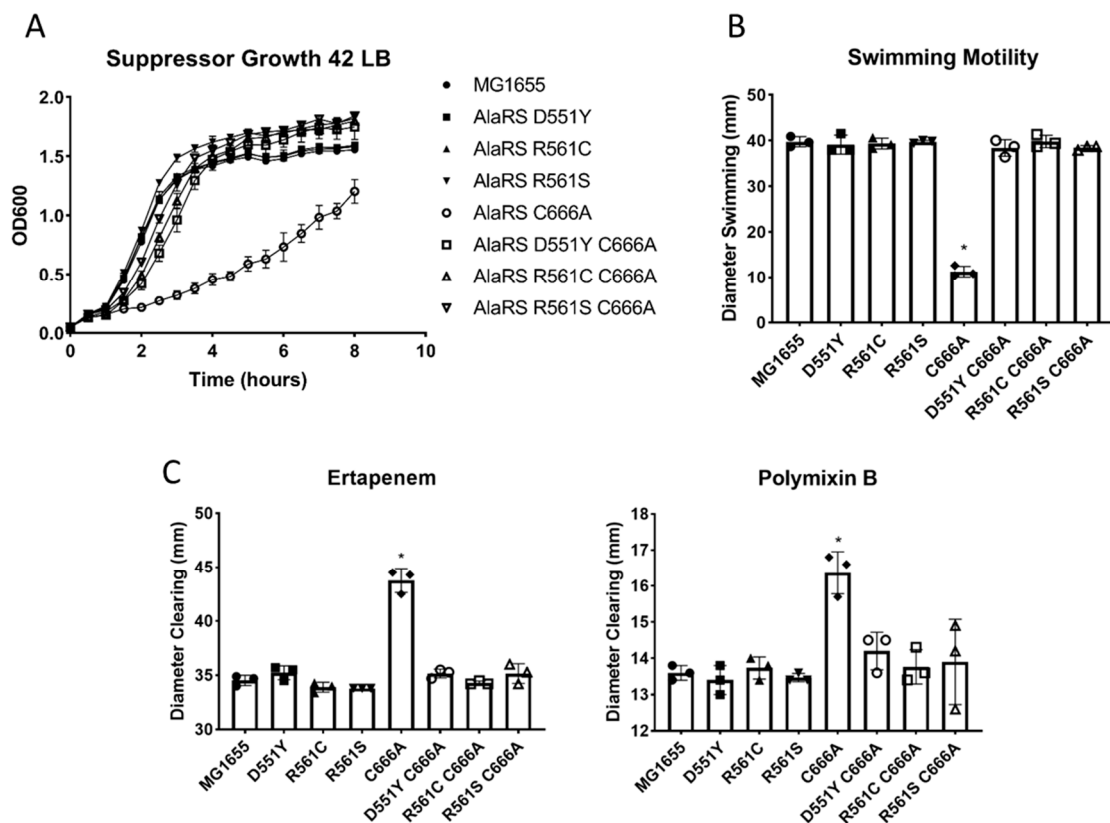 A
Suppressor Growth 42 LB
2.0
1.5
1.0
0.5
0.0
OD600
0
2
4
6
8
10
Time (hours)
MG1655
AlaRS D551Y
AlaRS R561C
AlaRS R561S
AlaRS C666A
AlaRS D551Y C666A
AlaRS R561C C666A
AlaRS R561S C666A
B
Swimming Motility
Diameter Swimming (mm)
50
40
30
20
10
0
*
MG1655
D551Y
R561C
R561S
C666A
D551Y C666A
R561C C666A
R561S C666A
C
Ertapenem
Diameter Clearing (mm)
50
45
40
35
30
*
MG1655
D551Y
R561C
R561S
C666A
D551Y C666A
R561C C666A
R561S C666A
Polymixin B
Diameter Clearing (mm)
18
17
16
15
14
13
12
*
MG1655
D551Y
R561C
R561S
C666A
D551Y C666A
R561C C666A
R561S C666A